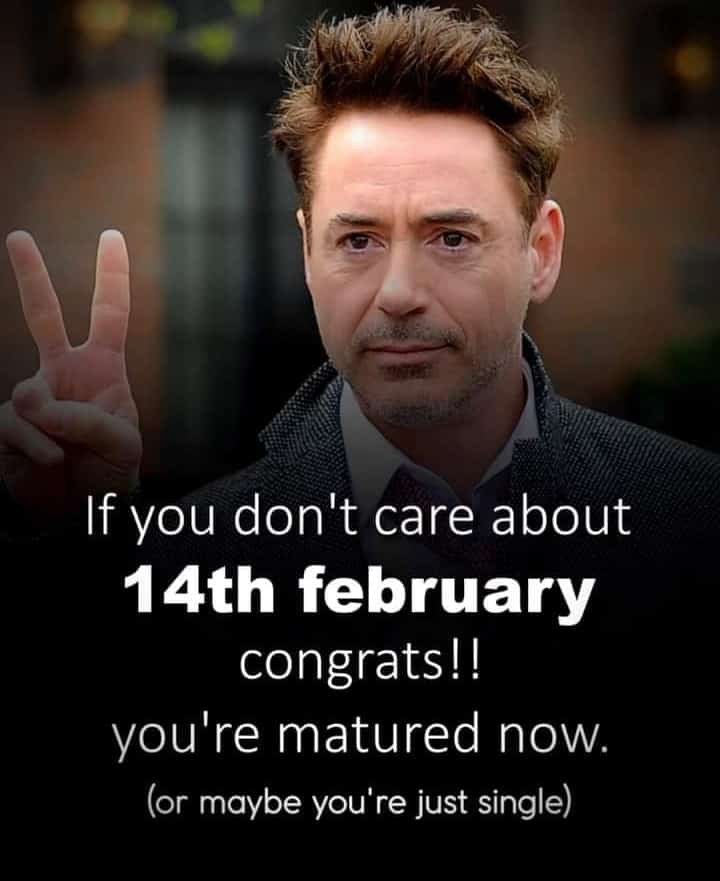 If you don't care about
14th february
congrats!!
you're matured now.
(or maybe you're just single)